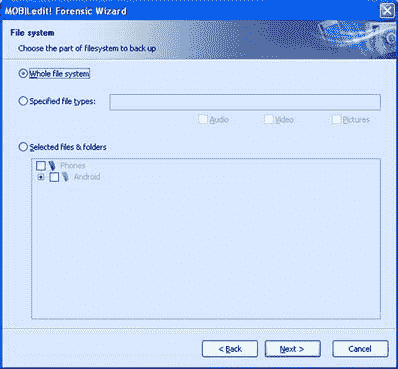 MOBILedit! Forensic Wizard
File system
Choose the part of filesystem to back up
Whole file system
Specified file types:
Audio Video Pictures
Selected files & folders
Phones
Android
< Back Next > Cancel